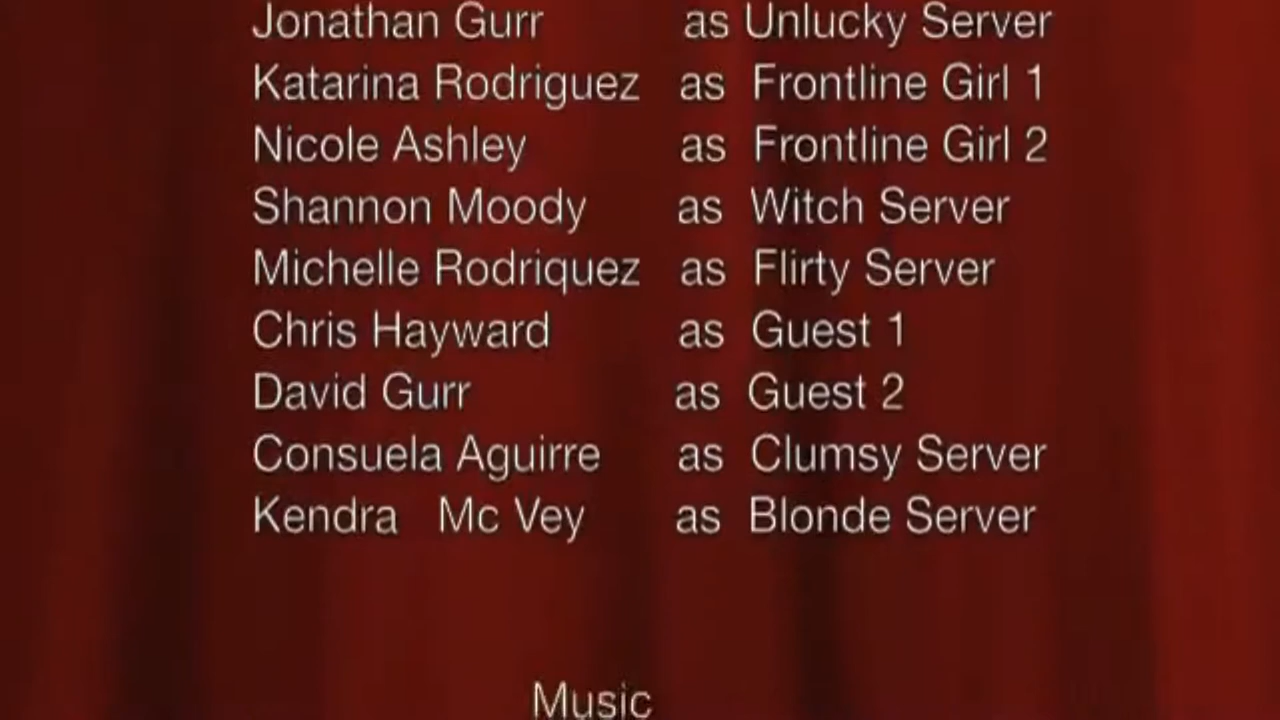 Jonathan Gurr as Unlucky Server
Katarina Rodriguez as Frontline Girl 1
Nicole Ashley as Frontline Girl 2
Shannon Moody as Witch Server
Michelle Rodriquez as Flirty Server
Chris Hayward as Guest 1
David Gurr as Guest 2
Consuela Aguirre as Clumsy Server
Kendra Mc Vey as Blonde Server
Music